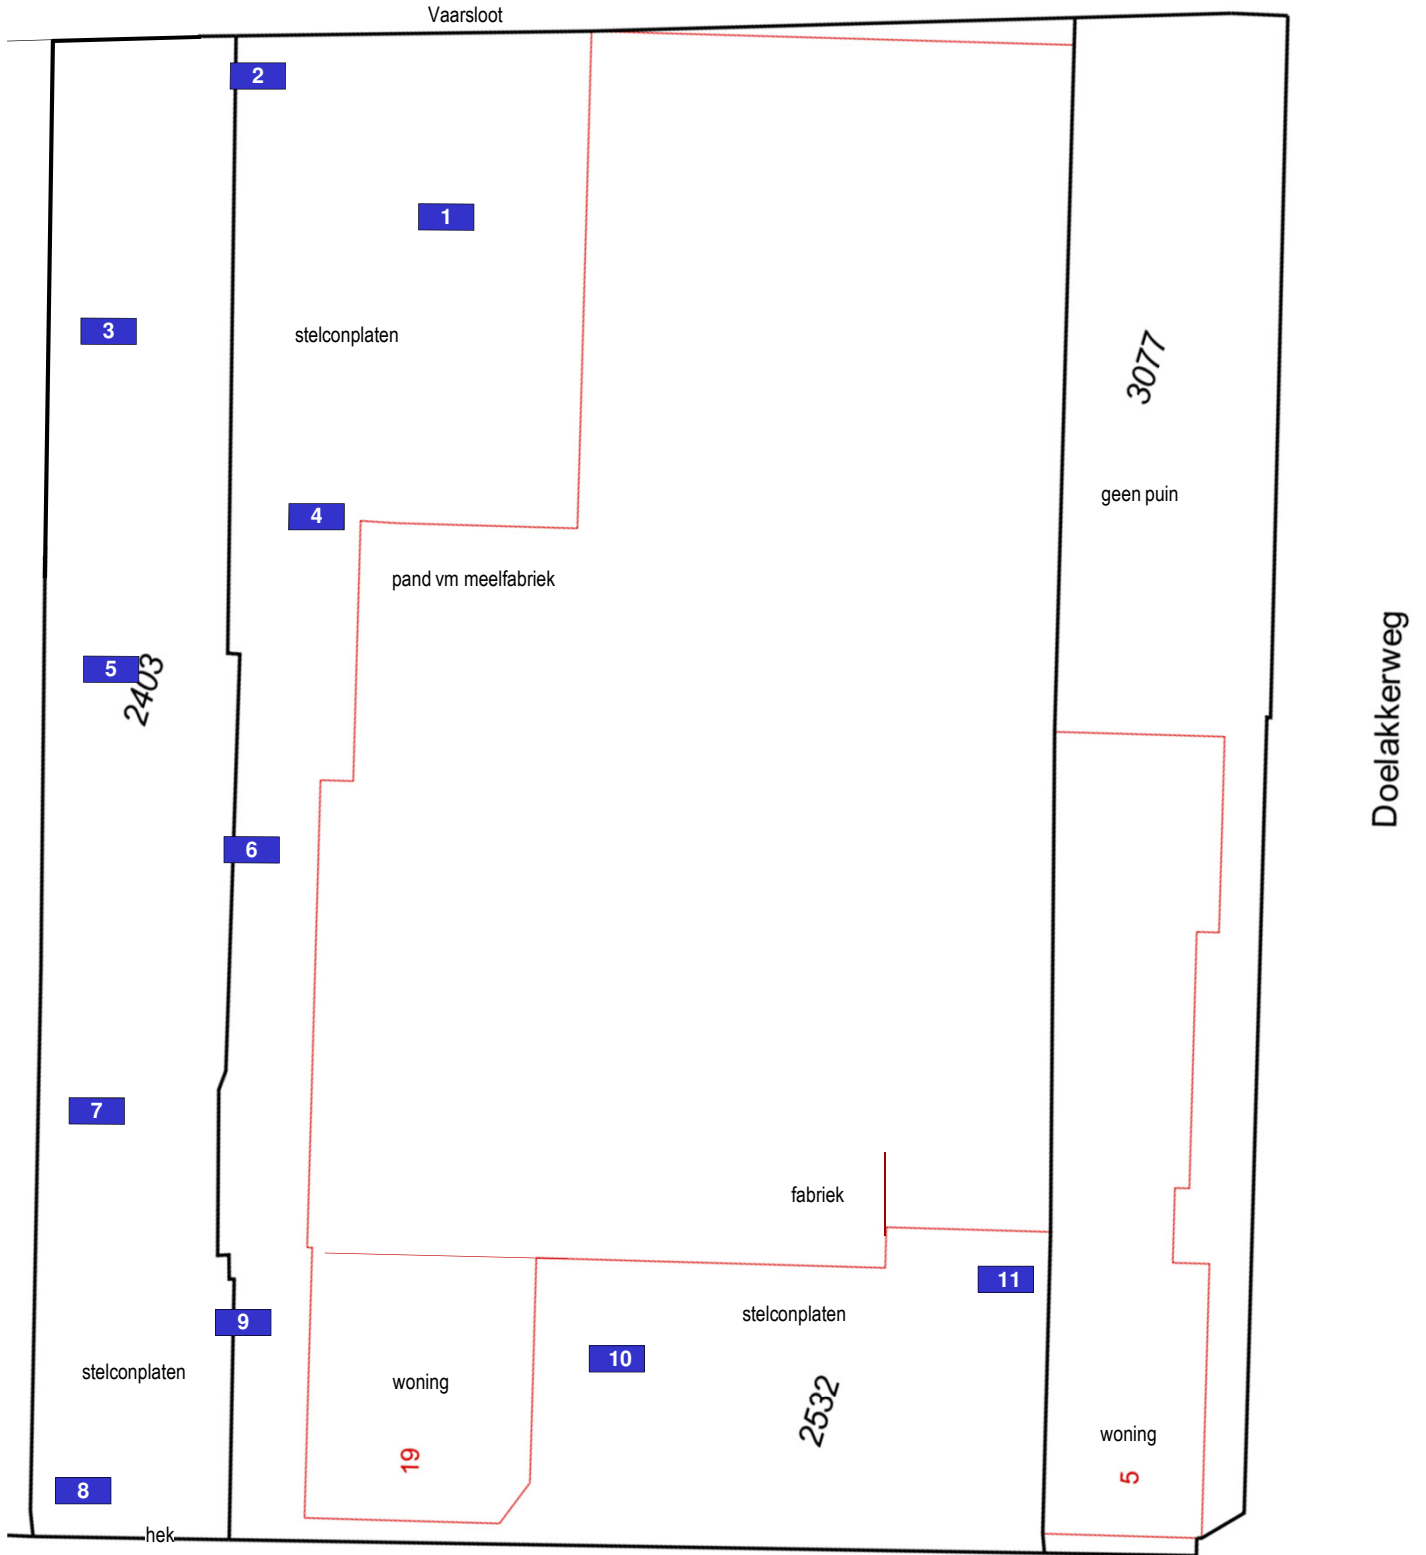 Vaarsloot
2
1
3
stelconplaten
3077
geen puin
4
pand vm meelfabriek
5
2403
Doelakkerweg
6
7
fabriek
11
9
stelconplaten
10
stelconplaten
woning
2532
woning
19
5
8
hek